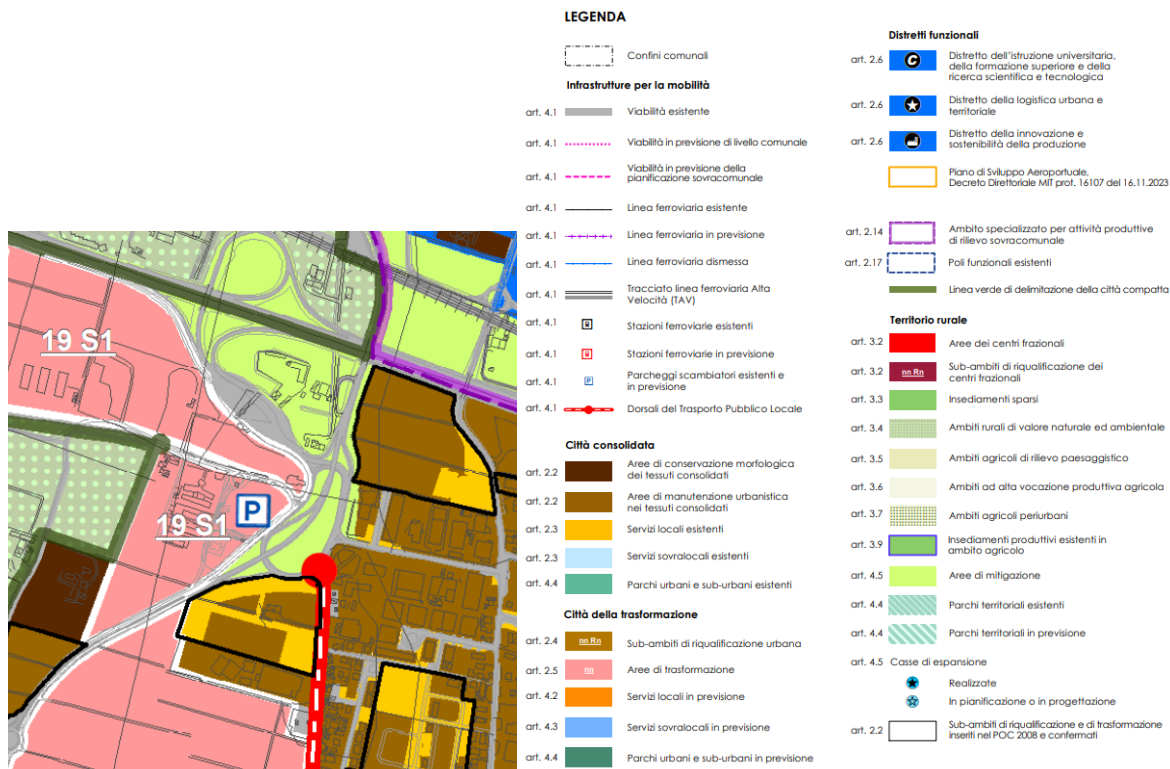 19 S1
19 S1
P
LEGENDA
Confini comunali
Infrastrutture per la mobilità
art. 4.1 Viabilità esistente
art. 4.1 Viabilità in previsione di livello comunale
art. 4.1 Viabilità in previsione della
pianificazione sovracomunale
art. 4.1 Linea ferroviaria esistente
art. 4.1 Linea ferroviaria in previsione
art. 4.1 Linea ferroviaria dismessa
art. 4.1 Tracciato linea ferroviaria Alta
Velocità (TAV)
art. 4.1 Stazioni ferroviarie esistenti
art. 4.1 Stazioni ferroviarie in previsione
art. 4.1 P Parcheggi scambiatori esistenti e
in previsione
art. 4.1 Dorsali del Trasporto Pubblico Locale
Città consolidata
art. 2.2 Aree di conservazione morfologica
dei tessuti consolidati
art. 2.2 Aree di manutenzione urbanistica
nei tessuti consolidati
art. 2.3 Servizi locali esistenti
art. 2.3 Servizi sovralocali esistenti
art. 4.4 Parchi urbani e sub-urbani esistenti
Città della trasformazione
art. 2.4 nn Rn Sub-ambiti di riqualificazione urbana
art. 2.5 nn Aree di trasformazione
art. 4.2 Servizi locali in previsione
art. 4.3 Servizi sovralocali in previsione
art. 4.4 Parchi urbani e sub-urbani in previsione
Distretti funzionali
art. 2.6 C Distretto dell'istruzione universitaria,
della formazione superiore e della
ricerca scientifica e tecnologica
art. 2.6 Distretto della logistica urbana e
territoriale
art. 2.6 Distretto della innovazione e
sostenibilità della produzione
Piano di Sviluppo Aeroportuale,
Decreto Direttoriale MIT prot. 16107 del 16.11.2023
art. 2.14 Ambito specializzato per attività produttive
di rilievo sovracomunale
art. 2.17 Poli funzionali esistenti
Linea verde di delimitazione della città compatta
Territorio rurale
art. 3.2 Aree dei centri frazionali
art. 3.2 nn Rn Sub-ambiti di riqualificazione dei
centri frazionali
art. 3.3 Insediamenti sparsi
art. 3.4 Ambiti rurali di valore naturale ed ambientale
art. 3.5 Ambiti agricoli di rilievo paesaggistico
art. 3.6 Ambiti ad alta vocazione produttiva agricola
art. 3.7 Ambiti agricoli periurbani
art. 3.9 Insediamenti produttivi esistenti in
ambito agricolo
art. 4.5 Aree di mitigazione
art. 4.4 Parchi territoriali esistenti
art. 4.4 Parchi territoriali in previsione
art. 4.5 Casse di espansione
Realizzate
In pianificazione o in progettazione
art. 2.2 Sub-ambiti di riqualificazione e di trasformazione
inseriti nel POC 2008 e confermati